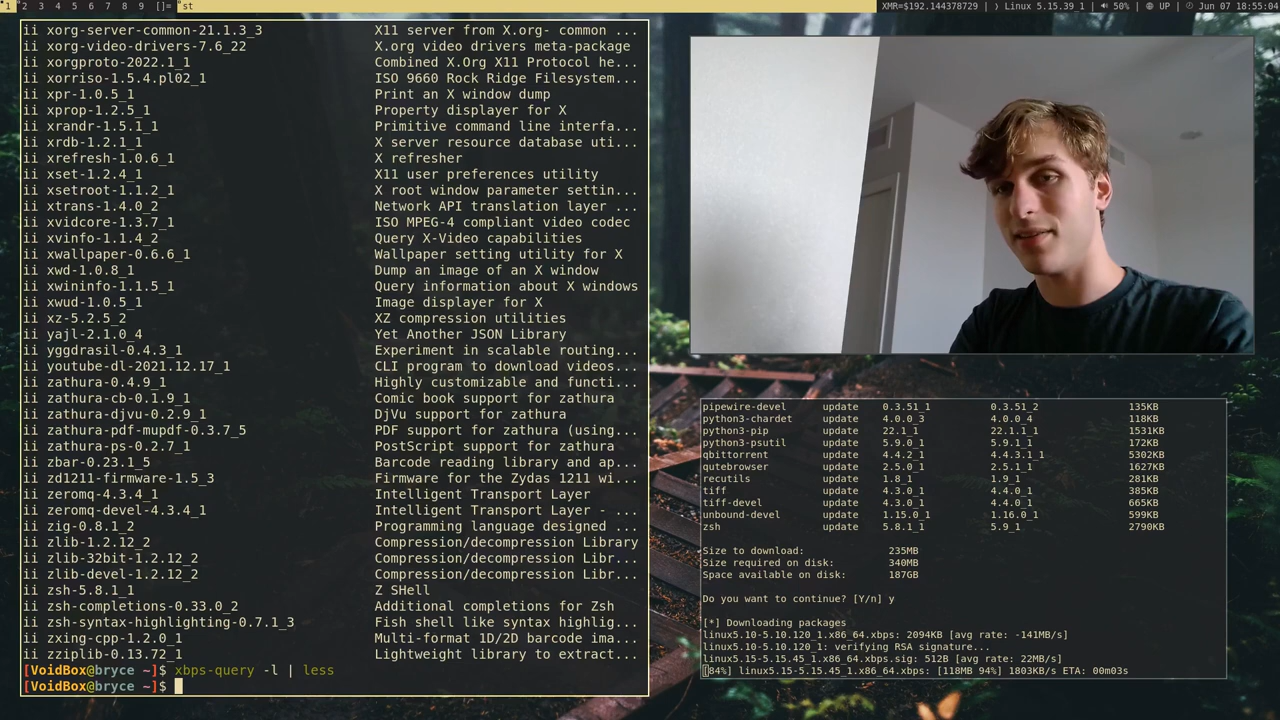 1 2 3 4 5 6 7 8 9 []= st
XMR=$192.144378729 | ⟩ Linux 5.15.39_1 | 50% | UP | Jun 07 18:55:04
ii xorg-server-common-21.1.3_3 X11 server from X.org- common ...
ii xorg-video-drivers-7.6_22 X.org video drivers meta-package
ii xorgproto-2022.1_1 Combined X.Org X11 Protocol he...
ii xorriso-1.5.4.pl02_1 ISO 9660 Rock Ridge Filesystem...
ii xpr-1.0.5_1 Print an X window dump
ii xprop-1.2.5_1 Property displayer for X
ii xrandr-1.5.1_1 Primitive command line interfa...
ii xrdb-1.2.1_1 X server resource database uti...
ii xrefresh-1.0.6_1 X refresher
ii xset-1.2.4_1 X11 user preferences utility
ii xsetroot-1.1.2_1 X root window parameter settin...
ii xtrans-1.4.0_2 Network API translation layer ...
ii xvidcore-1.3.7_1 ISO MPEG-4 compliant video codec
ii xvinfo-1.1.4_2 Query X-Video capabilities
ii xwallpaper-0.6.6_1 Wallpaper setting utility for X
ii xwd-1.0.8_1 Dump an image of an X window
ii xwininfo-1.1.5_1 Query information about X windows
ii xwud-1.0.5_1 Image displayer for X
ii xz-5.2.5_2 XZ compression utilities
ii yajl-2.1.0_4 Yet Another JSON Library
ii yggdrasil-0.4.3_1 Experiment in scalable routing...
ii youtube-dl-2021.12.17_1 CLI program to download videos...
ii zathura-0.4.9_1 Highly customizable and functi...
ii zathura-cb-0.1.9_1 Comic book support for zathura
ii zathura-djvu-0.2.9_1 DjVu support for zathura
ii zathura-pdf-mupdf-0.3.7_5 PDF support for zathura (using...
ii zathura-ps-0.2.7_1 PostScript support for zathura
ii zbar-0.23.1_5 Barcode reading library and ap...
ii zd1211-firmware-1.5_3 Firmware for the Zydas 1211 wi...
ii zeromq-4.3.4_1 Intelligent Transport Layer
ii zeromq-devel-4.3.4_1 Intelligent Transport Layer - ...
ii zig-0.8.1_2 Programming language designed ...
ii zlib-1.2.12_2 Compression/decompression Library
ii zlib-32bit-1.2.12_2 Compression/decompression Libr...
ii zlib-devel-1.2.12_2 Compression/decompression Libr...
ii zsh-5.8.1_1 Z SHell
ii zsh-completions-0.33.0_2 Additional completions for Zsh
ii zsh-syntax-highlighting-0.7.1_3 Fish shell like syntax highlig...
ii zxing-cpp-1.2.0_1 Multi-format 1D/2D barcode ima...
ii zziplib-0.13.72_1 Lightweight library to extract...
[VoidBox@bryce ~]$ xbps-query -l | less
[VoidBox@bryce ~]$
pipewire-devel update 0.3.51_1 0.3.51_2 135KB
python3-chardet update 4.0.0_3 4.0.0_4 118KB
python3-pip update 22.1_1 22.1.1_1 1531KB
python3-psutil update 5.9.0_1 5.9.1_1 172KB
qbittorrent update 4.4.2_1 4.4.3.1_1 5302KB
qutebrowser update 2.5.0_1 2.5.1_1 1627KB
recutils update 1.8_1 1.9_1 281KB
tiff update 4.3.0_1 4.4.0_1 385KB
tiff-devel update 4.3.0_1 4.4.0_1 665KB
unbound-devel update 1.15.0_1 1.16.0_1 599KB
zsh update 5.8.1_1 5.9_1 2790KB
Size to download: 235MB
Size required on disk: 340MB
Space available on disk: 187GB
Do you want to continue? [Y/n] y
[*] Downloading packages
linux5.10-5.10.120_1.x86_64.xbps: 2094KB [avg rate: -141MB/s]
linux5.10-5.10.120_1: verifying RSA signature...
linux5.15-5.15.45_1.x86_64.xbps.sig: 512B [avg rate: 22MB/s]
[84%] linux5.15-5.15.45_1.x86_64.xbps: [118MB 94%] 1803KB/s ETA: 00m03s